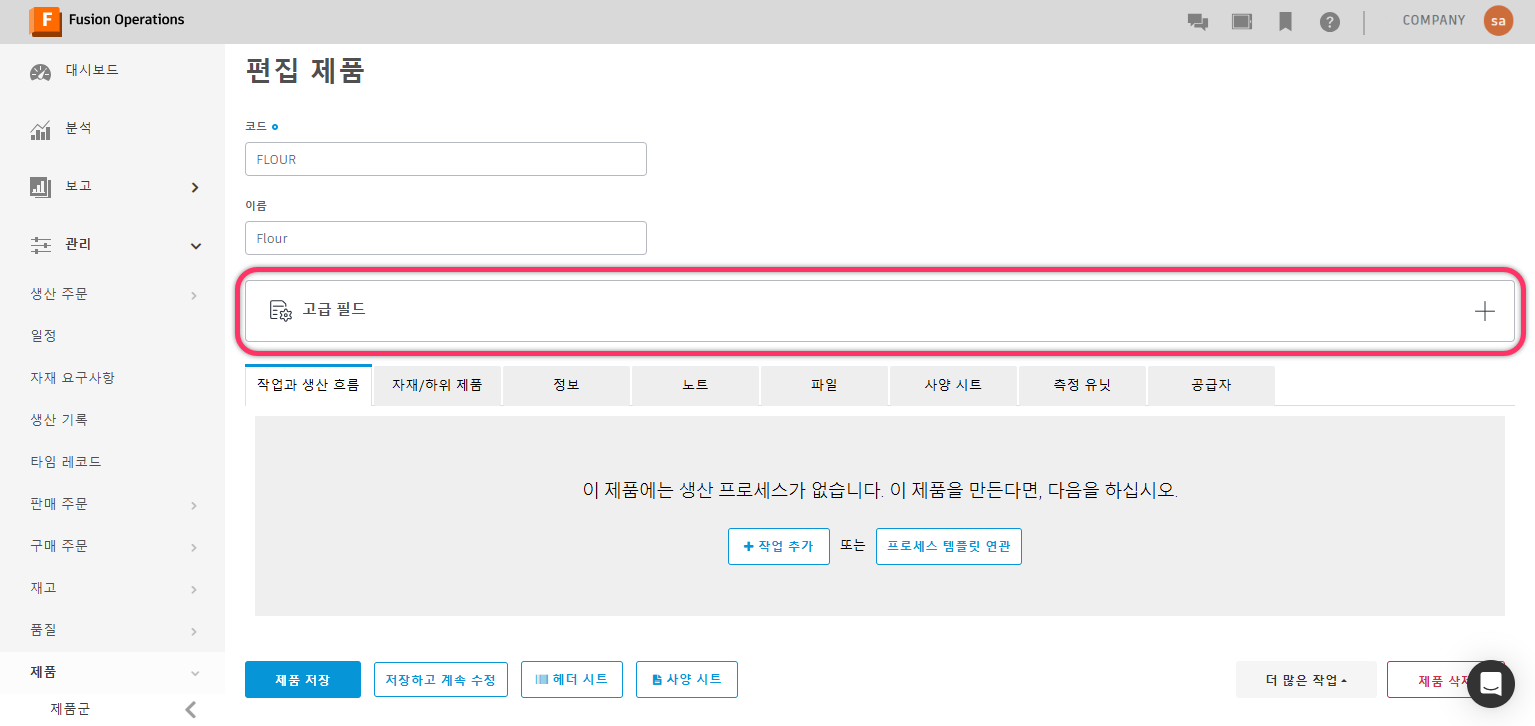 F Fusion Operations
?
COMPANY
sa
대시보드
분석
보고
관리
생산 주문
일정
자재 요구사항
생산 기록
타임 레코드
판매 주문
구매 주문
재고
품질
제품
제품군
편집 제품
코드
FLOUR
이름
Flour
고급 필드
작업과 생산 흐름
자재/하위 제품
정보
노트
파일
사양 시트
측정 유닛
공급자
이 제품에는 생산 프로세스가 없습니다. 이 제품을 만든다면, 다음을 하십시오.
+ 작업 추가
또는
프로세스 템플릿 연관
제품 저장
저장하고 계속 수정
헤더 시트
사양 시트
더 많은 작업
제품